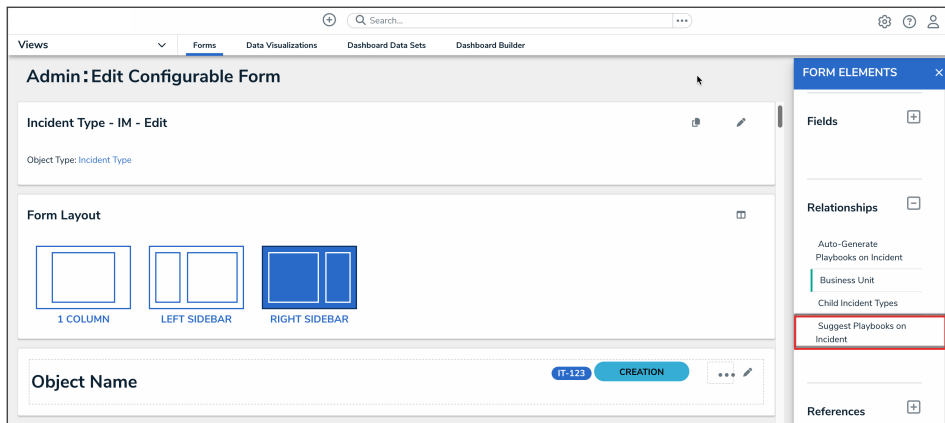 Search...
Views
Forms
Data Visualizations
Dashboard Data Sets
Dashboard Builder
Admin:Edit Configurable Form
Incident Type - IM - Edit
Object Type: Incident Type
Form Layout
1 COLUMN
LEFT SIDEBAR
RIGHT SIDEBAR
Object Name
IT-123
CREATION
FORM ELEMENTS
Fields
Relationships
Auto-Generate
Playbooks on Incident
Business Unit
Child Incident Types
Suggest Playbooks on
Incident
References